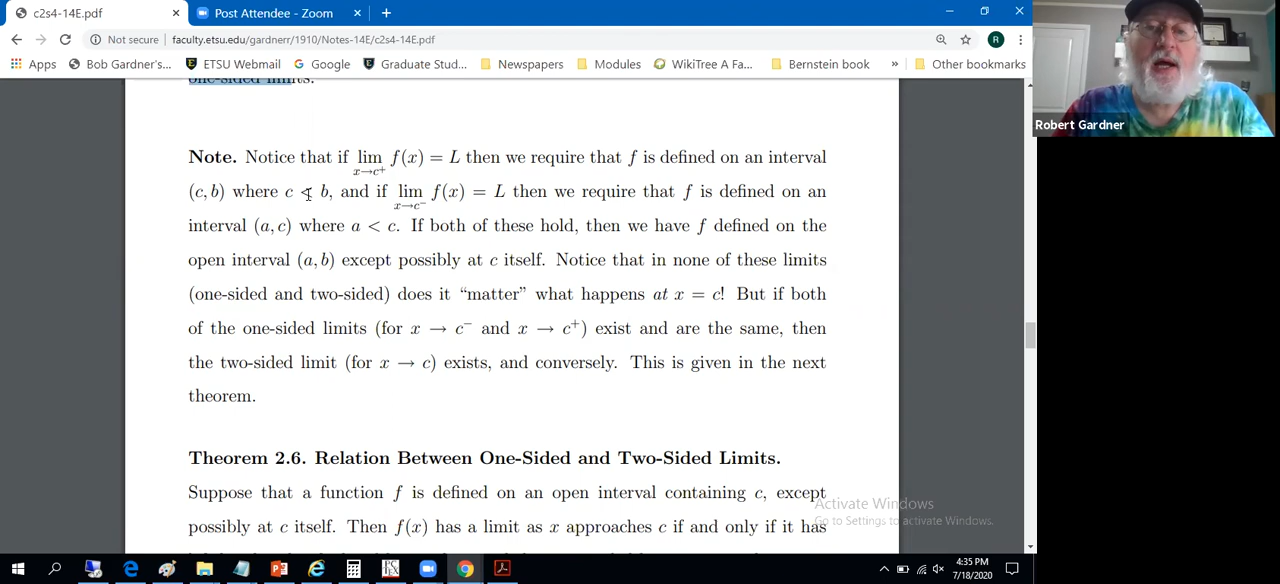 c2s4-14E.pdf
Post Attendee - Zoom
Not secure | faculty.etsu.edu/gardnerr/1910/Notes-14E/c2s4-14E.pdf
Apps Bob Gardner's... ETSU Webmail Google Graduate Stud... Newspapers Modules WikiTree A Fa... Bernstein book » Other bookmarks
one-sided limits.
Robert Gardner
Note. Notice that if lim x→c⁺ f(x) = L then we require that f is defined on an interval
(c, b) where c < b, and if lim x→c⁻ f(x) = L then we require that f is defined on an
interval (a, c) where a < c. If both of these hold, then we have f defined on the
open interval (a, b) except possibly at c itself. Notice that in none of these limits
(one-sided and two-sided) does it “matter” what happens at x = c! But if both
of the one-sided limits (for x → c⁻ and x → c⁺) exist and are the same, then
the two-sided limit (for x → c) exists, and conversely. This is given in the next
theorem.
Theorem 2.6. Relation Between One-Sided and Two-Sided Limits.
Suppose that a function f is defined on an open interval containing c, except
possibly at c itself. Then f(x) has a limit as x approaches c if and only if it has
Activate Windows
Go to Settings to activate Windows.
4:35 PM
7/18/2020